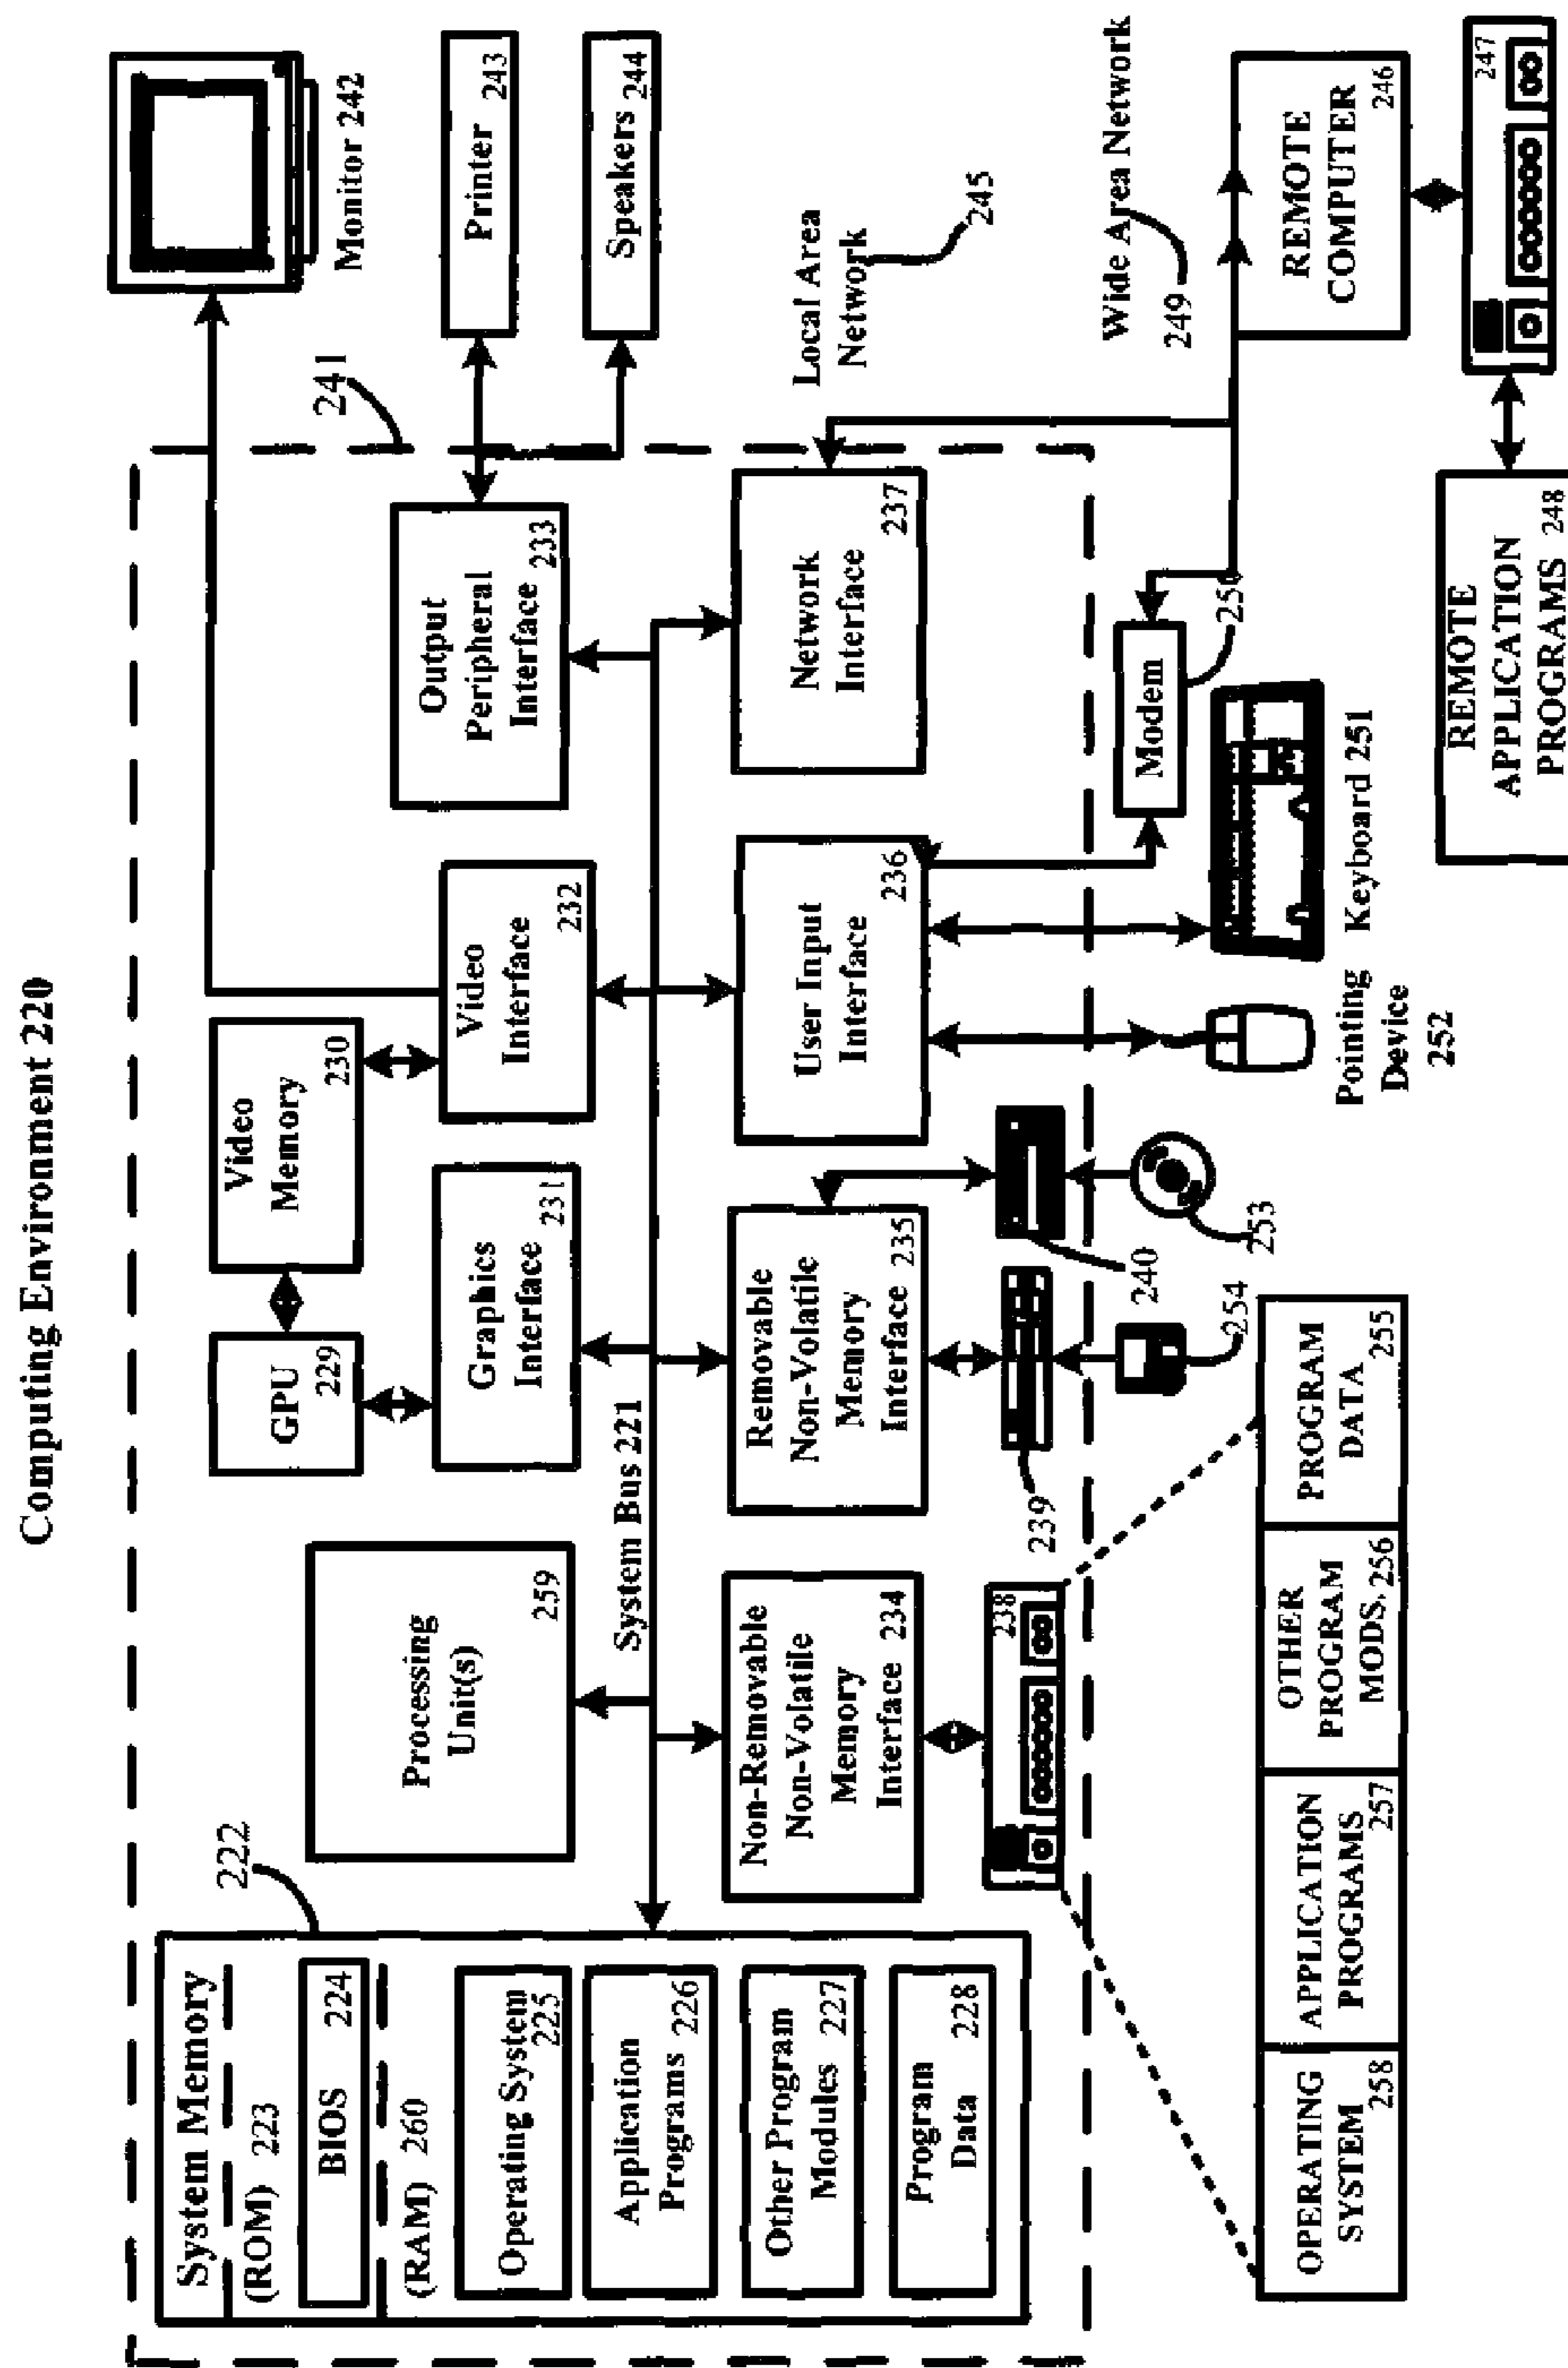 Computing Environment 220
System Memory
(ROM) 223
BIOS 224
(RAM) 260
Operating System
225
Application
Programs 226
Other Program
Modules 227
Program
Data 228
222
Processing
Unit(s)
259
System Bus 221
GPU
229
Video
Memory
230
Graphics
Interface
231
Video
Interface
232
Output
Peripheral
Interface 233
241
Monitor 242
Printer
243
Speakers
244
Non-Removable
Non-Volatile
Memory
Interface 234
Removable
Non-Volatile
Memory
Interface 235
User Input
Interface
236
Network
Interface
237
Local Area
Network
245
238
239
240
254
253
Pointing
Device
252
Keyboard 251
Modem
Wide Area Network
249
REMOTE
COMPUTER
246
247
REMOTE
APPLICATION
PROGRAMS 248
OPERATING
SYSTEM
258
APPLICATION
PROGRAMS
257
OTHER
PROGRAM
MODS. 256
PROGRAM
DATA
255